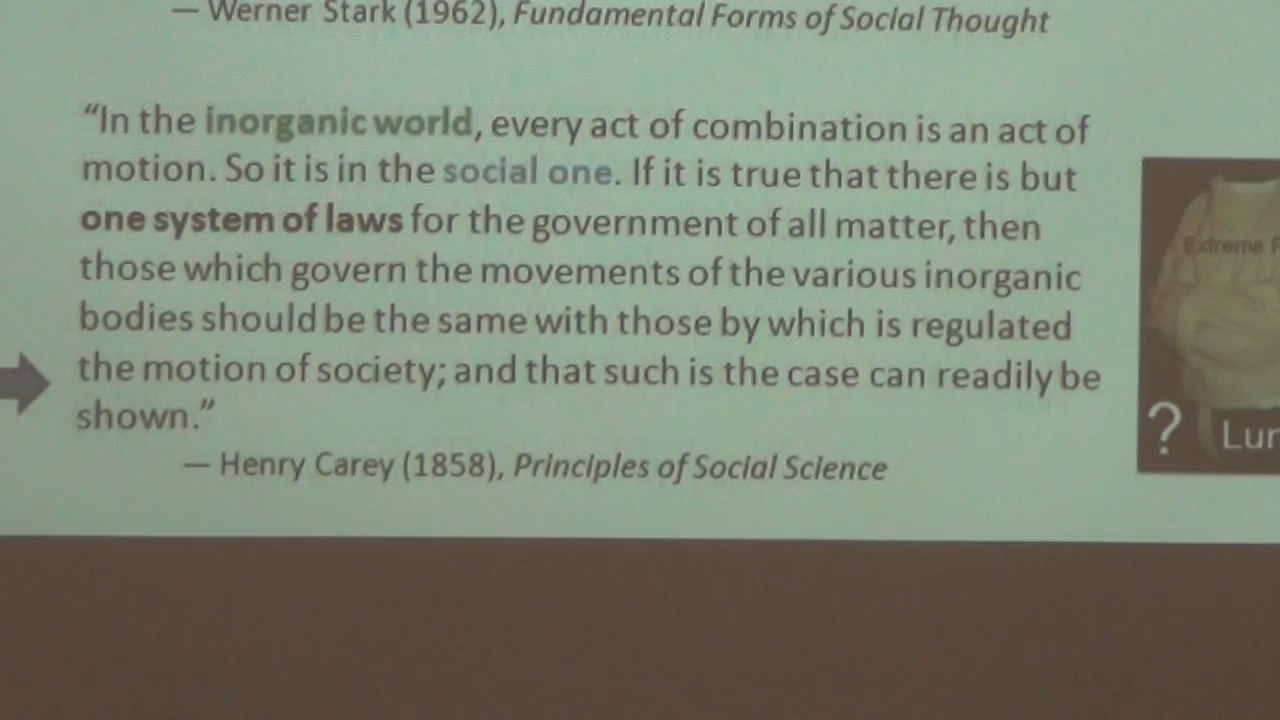 — Werner Stark (1962), Fundamental Forms of Social Thought
“In the inorganic world, every act of combination is an act of
motion. So it is in the social one. If it is true that there is but
one system of laws for the government of all matter, then
those which govern the movements of the various inorganic
bodies should be the same with those by which is regulated
the motion of society; and that such is the case can readily be
shown.”
— Henry Carey (1858), Principles of Social Science
Extreme
?